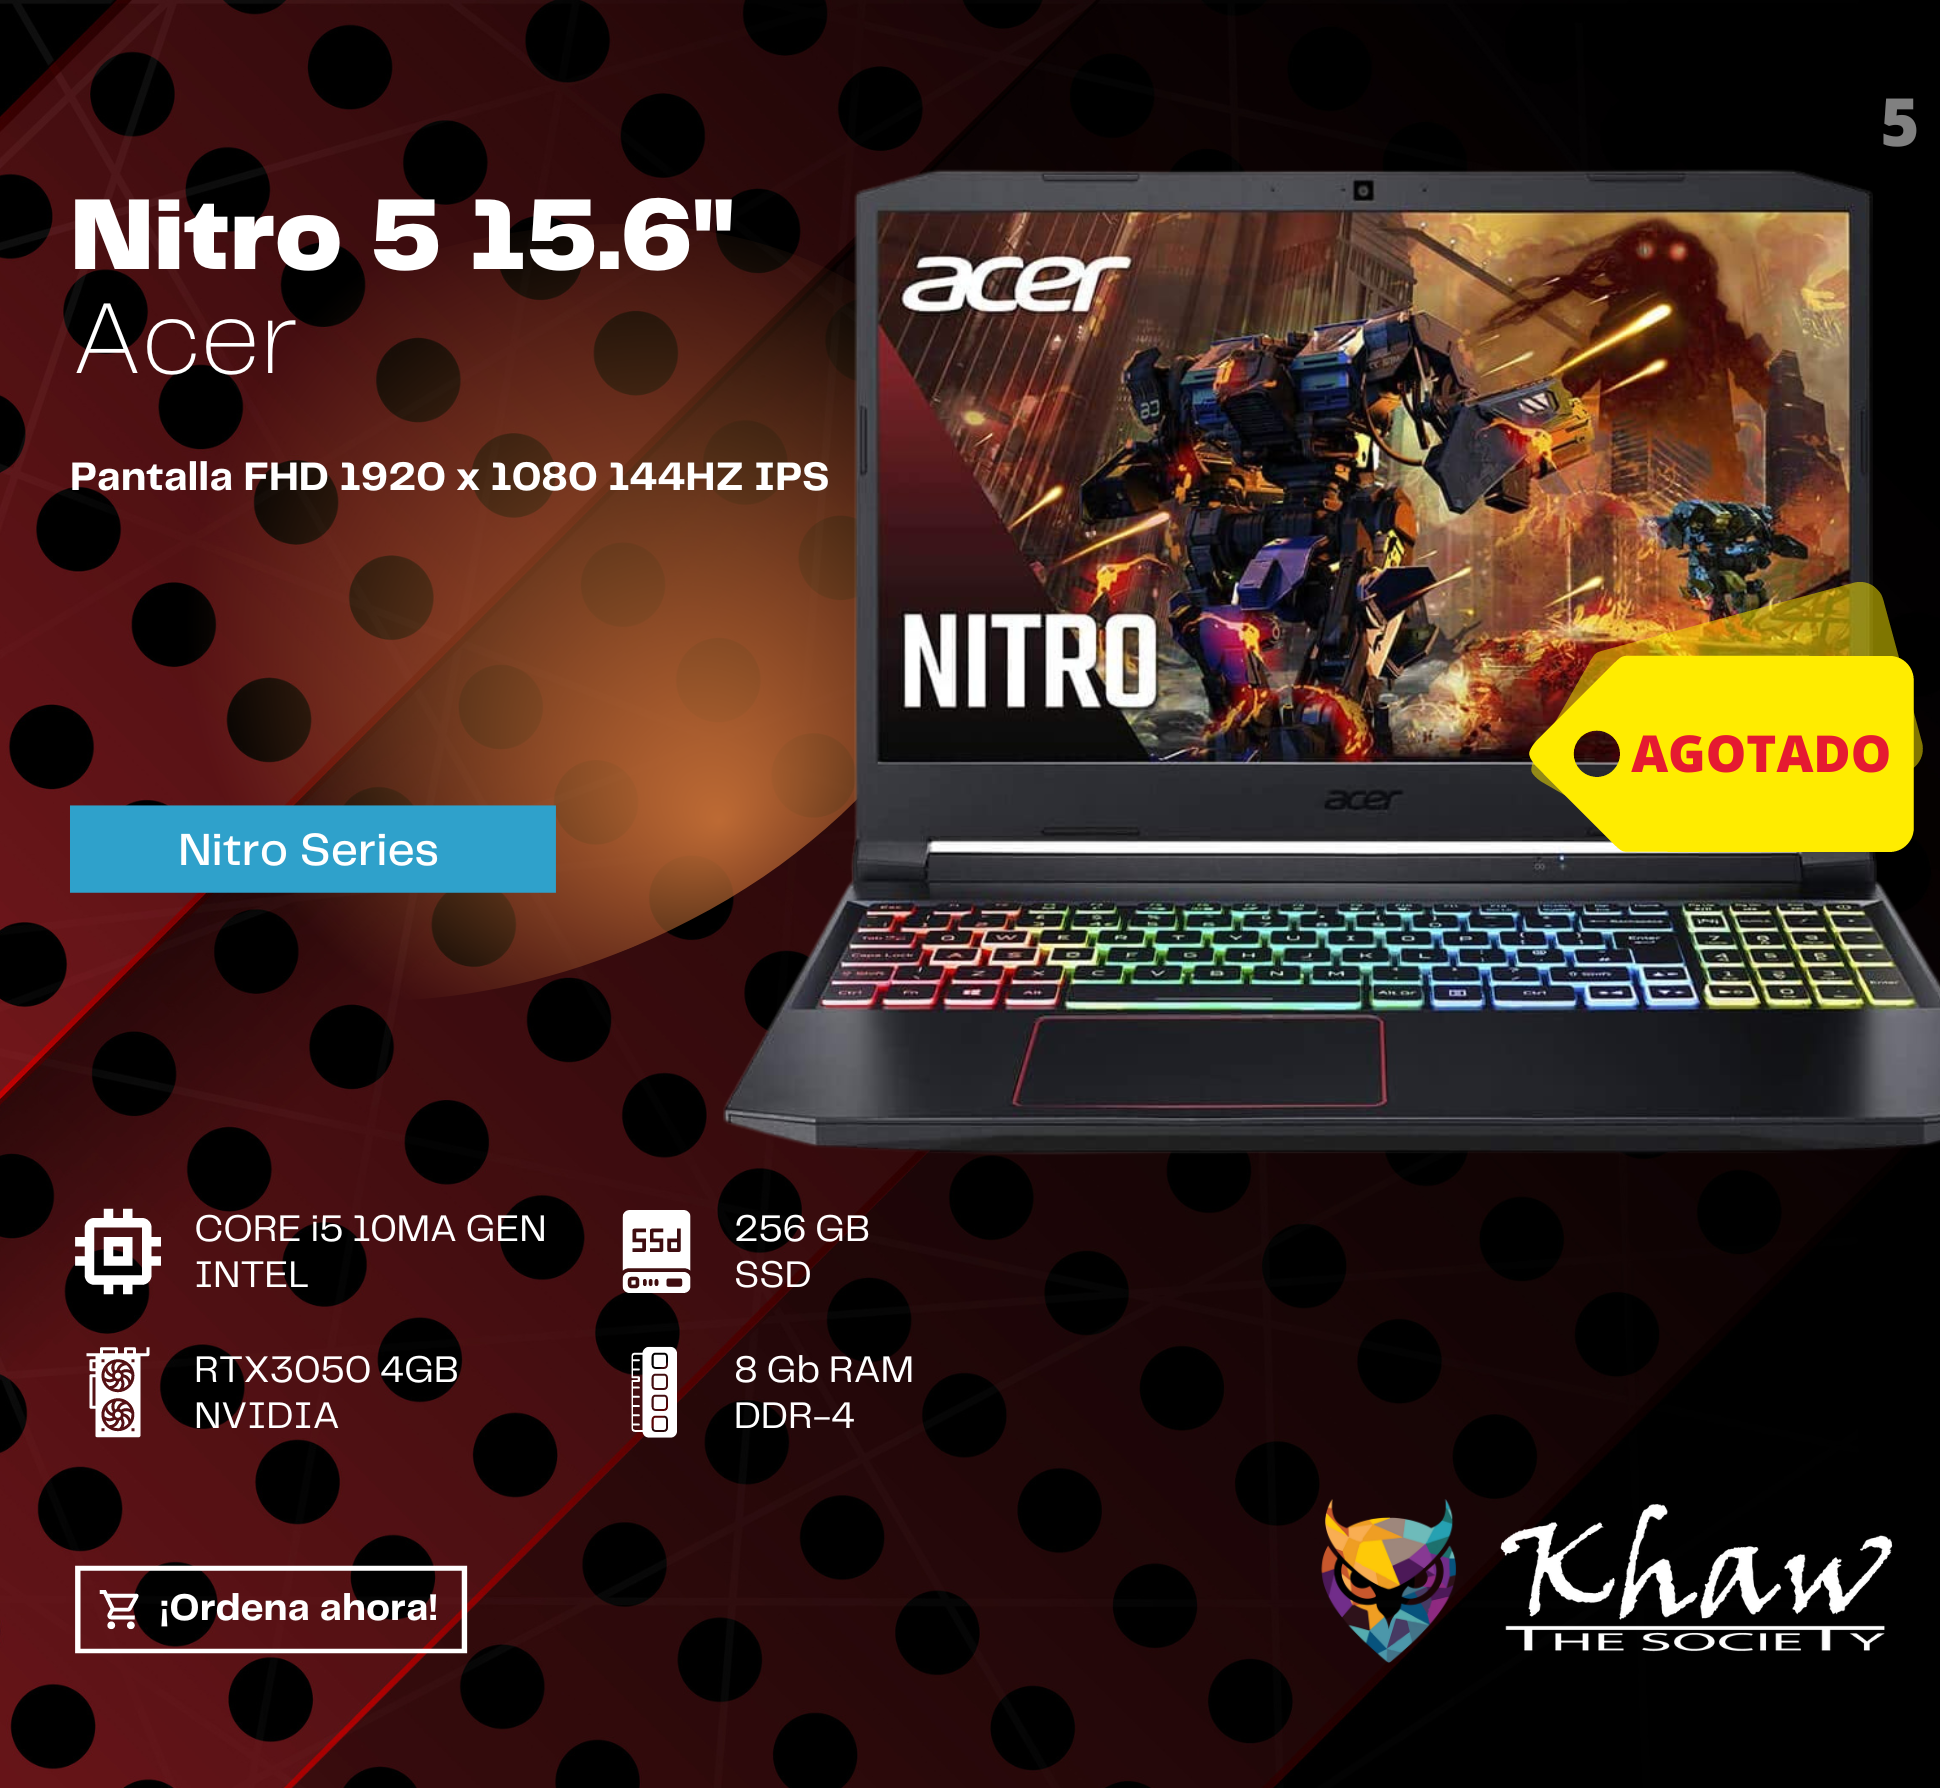 5
Nitro 5 15.6"
Acer
Pantalla FHD 1920 x 1080 144HZ IPS
acer
NITRO
AGOTADO
acer
Nitro Series
CORE i5 10MA GEN
INTEL
256 GB
SSD
ssd
RTX3050 4GB
NVIDIA
8 Gb RAM
DDR-4
¡Ordena ahora!
Khaw
THE SOCIETY